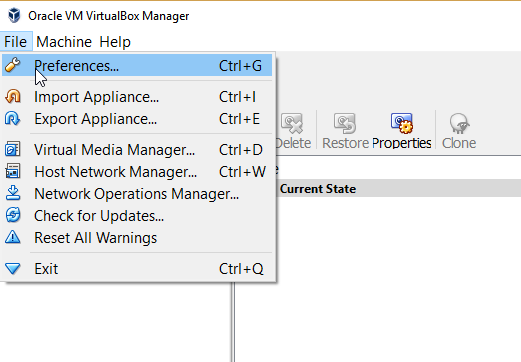 Oracle VM VirtualBox Manager
File Machine Help
Preferences... Ctrl+G
Import Appliance... Ctrl+I
Export Appliance... Ctrl+E
Virtual Media Manager... Ctrl+D
Host Network Manager... Ctrl+W
Network Operations Manager...
Check for Updates...
Reset All Warnings
Exit Ctrl+Q
Delete Restore Properties Clone
Current State